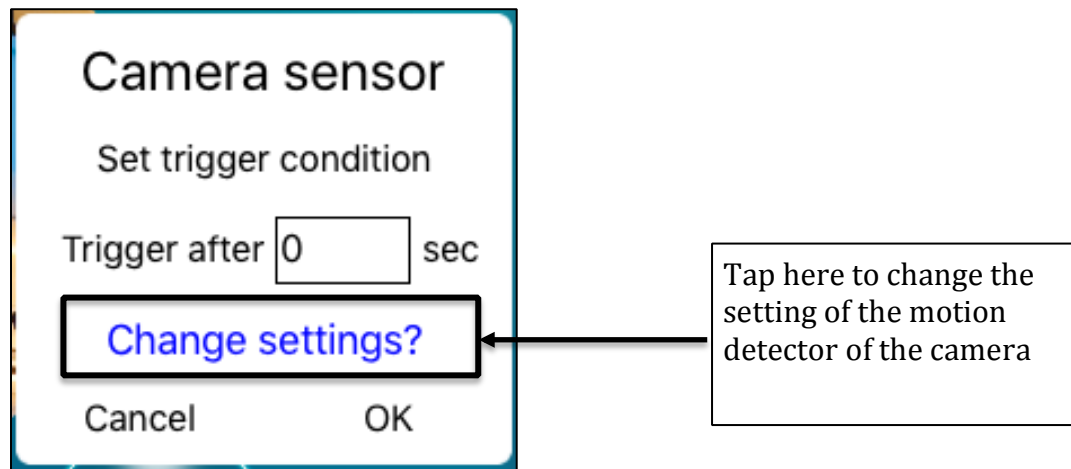 Camera sensor
Set trigger condition
Trigger after 0 sec
Change settings?
Cancel OK
Tap here to change the
setting of the motion
detector of the camera